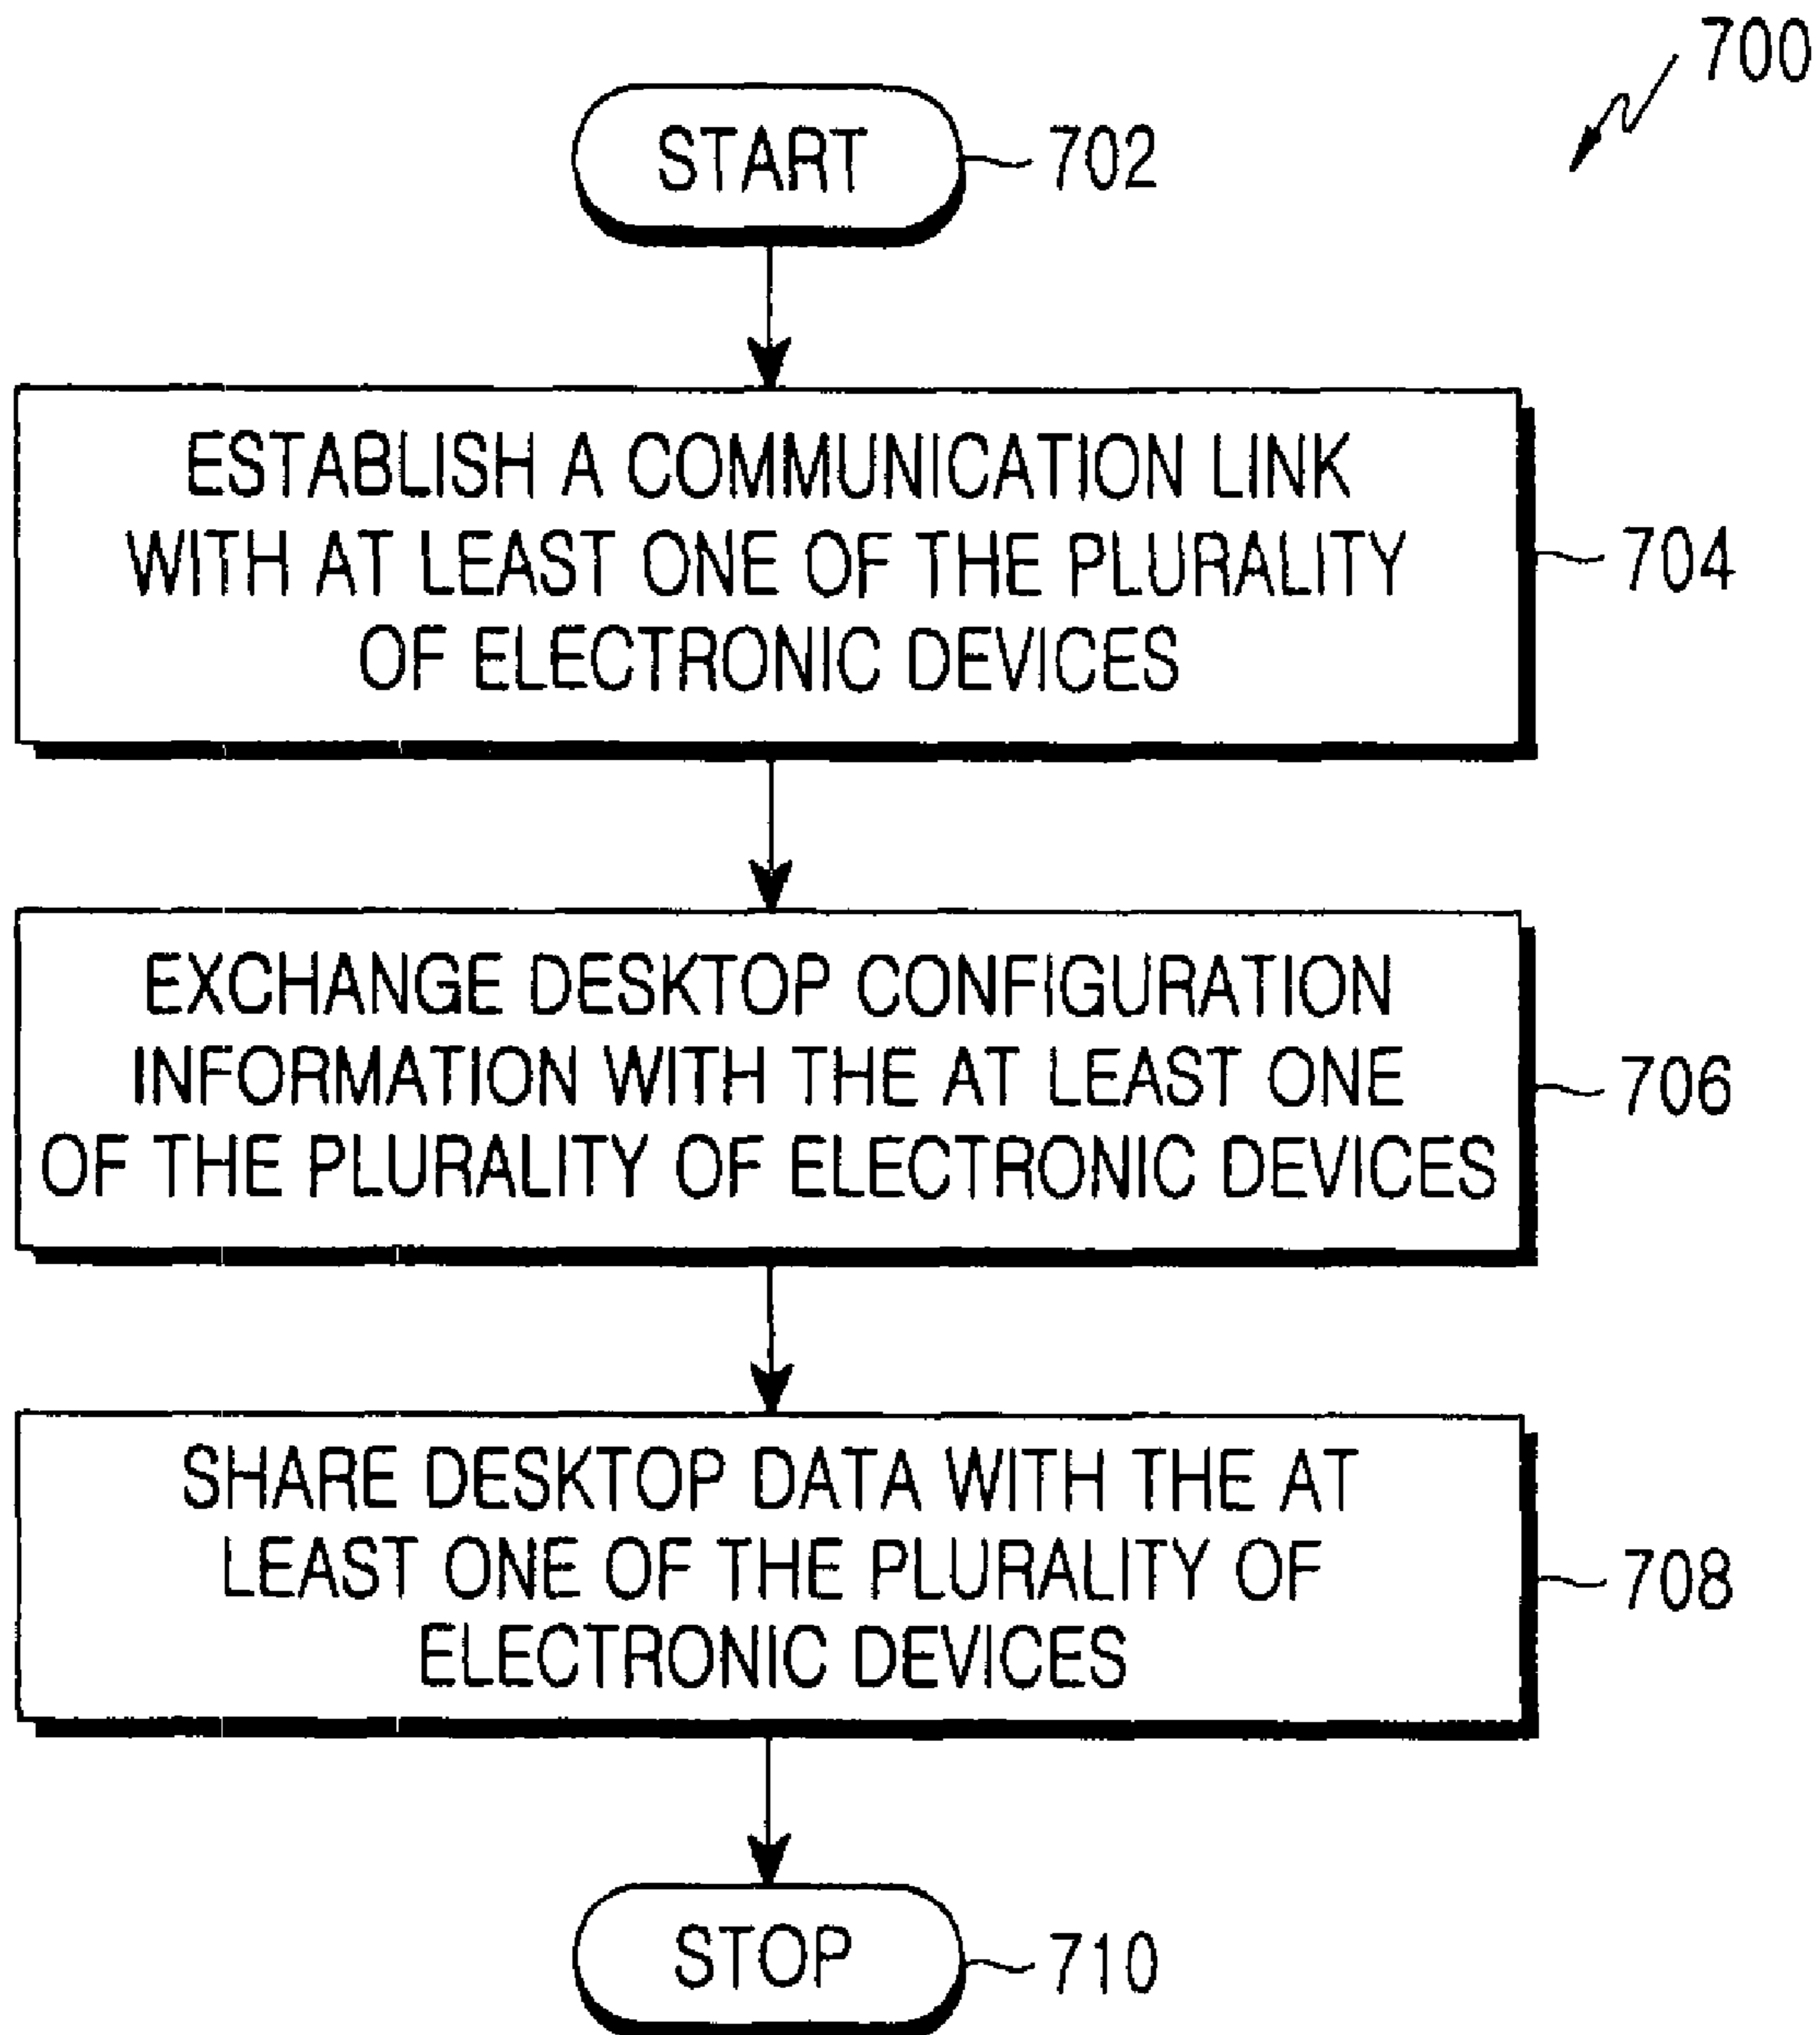 700
START
702
ESTABLISH A COMMUNICATION LINK
WITH AT LEAST ONE OF THE PLURALITY
OF ELECTRONIC DEVICES
704
EXCHANGE DESKTOP CONFIGURATION
INFORMATION WITH THE AT LEAST ONE
OF THE PLURALITY OF ELECTRONIC DEVICES
706
SHARE DESKTOP DATA WITH THE AT
LEAST ONE OF THE PLURALITY OF
ELECTRONIC DEVICES
708
STOP
710